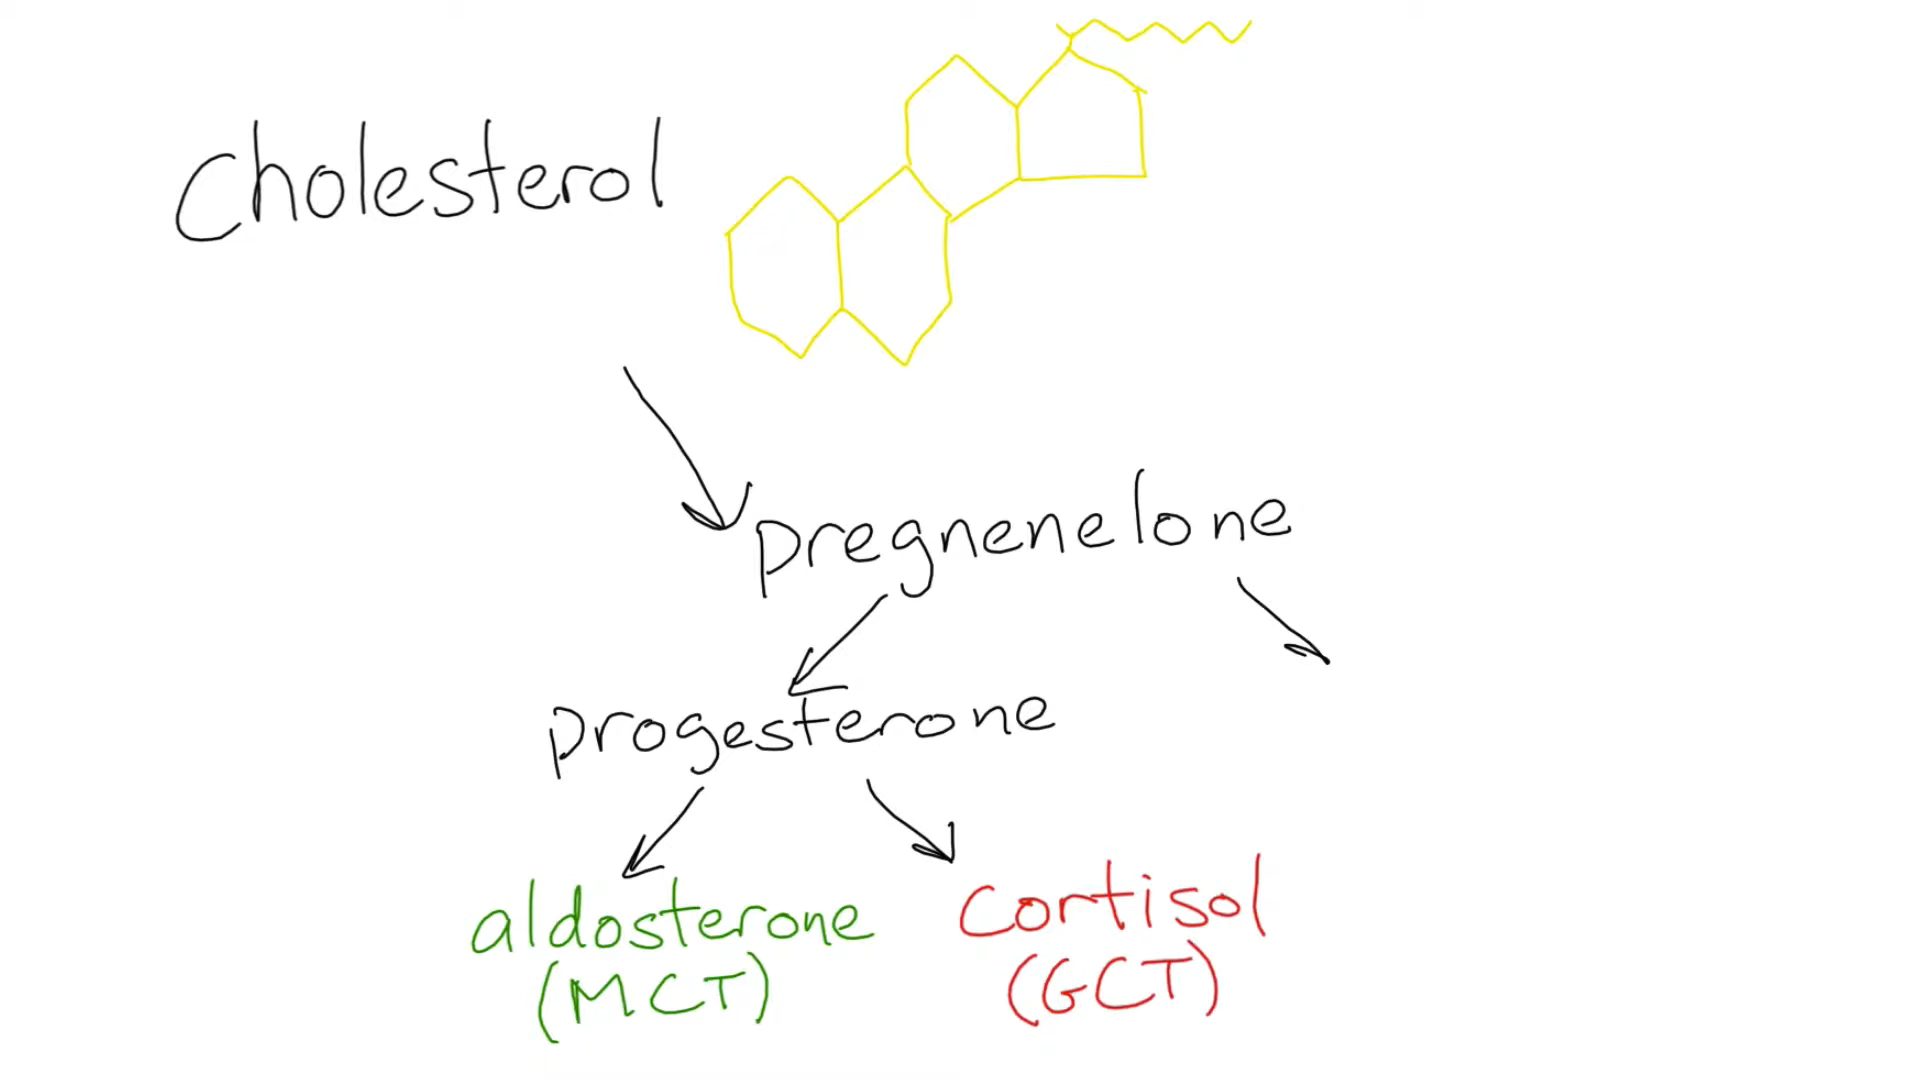 Cholesterol
pregnenelone
progesterone
aldosterone
(MCT)
cortisol
(GCT)